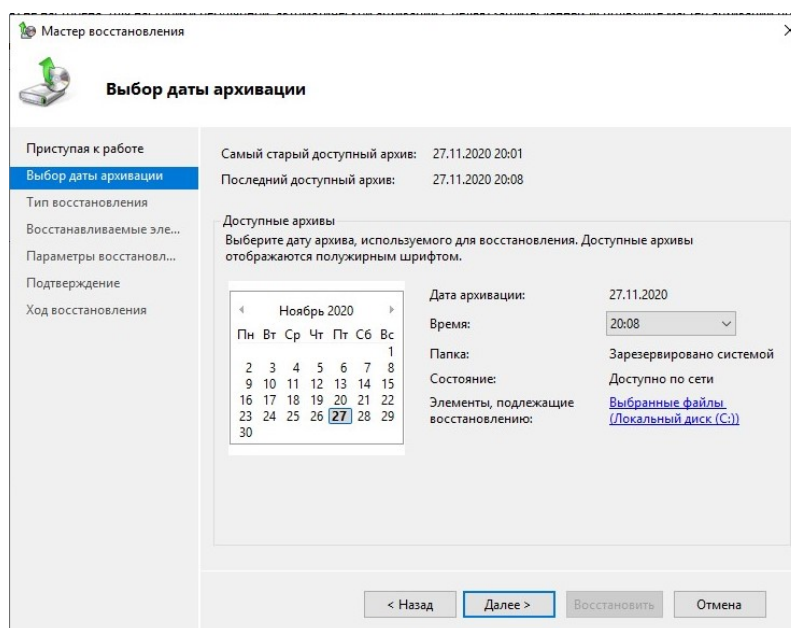 Мастер восстановления
Выбор даты архивации
Приступая к работе
Выбор даты архивации
Тип восстановления
Восстанавливаемые эле...
Параметры восстановл...
Подтверждение
Ход восстановления
Самый старый доступный архив: 27.11.2020 20:01
Последний доступный архив: 27.11.2020 20:08
Доступные архивы
Выберите дату архива, используемого для восстановления. Доступные архивы
отображаются полужирным шрифтом.
Ноябрь 2020
Пн Вт Ср Чт Пт Сб Вс
1
2 3 4 5 6 7 8
9 10 11 12 13 14 15
16 17 18 19 20 21 22
23 24 25 26 27 28 29
30
Дата архивации: 27.11.2020
Время: 20:08
Папка: Зарезервировано системой
Состояние: Доступно по сети
Элементы, подлежащие Выбранные файлы
восстановлению: (Локальный диск (C:))
< Назад Далее > Восстановить Отмена